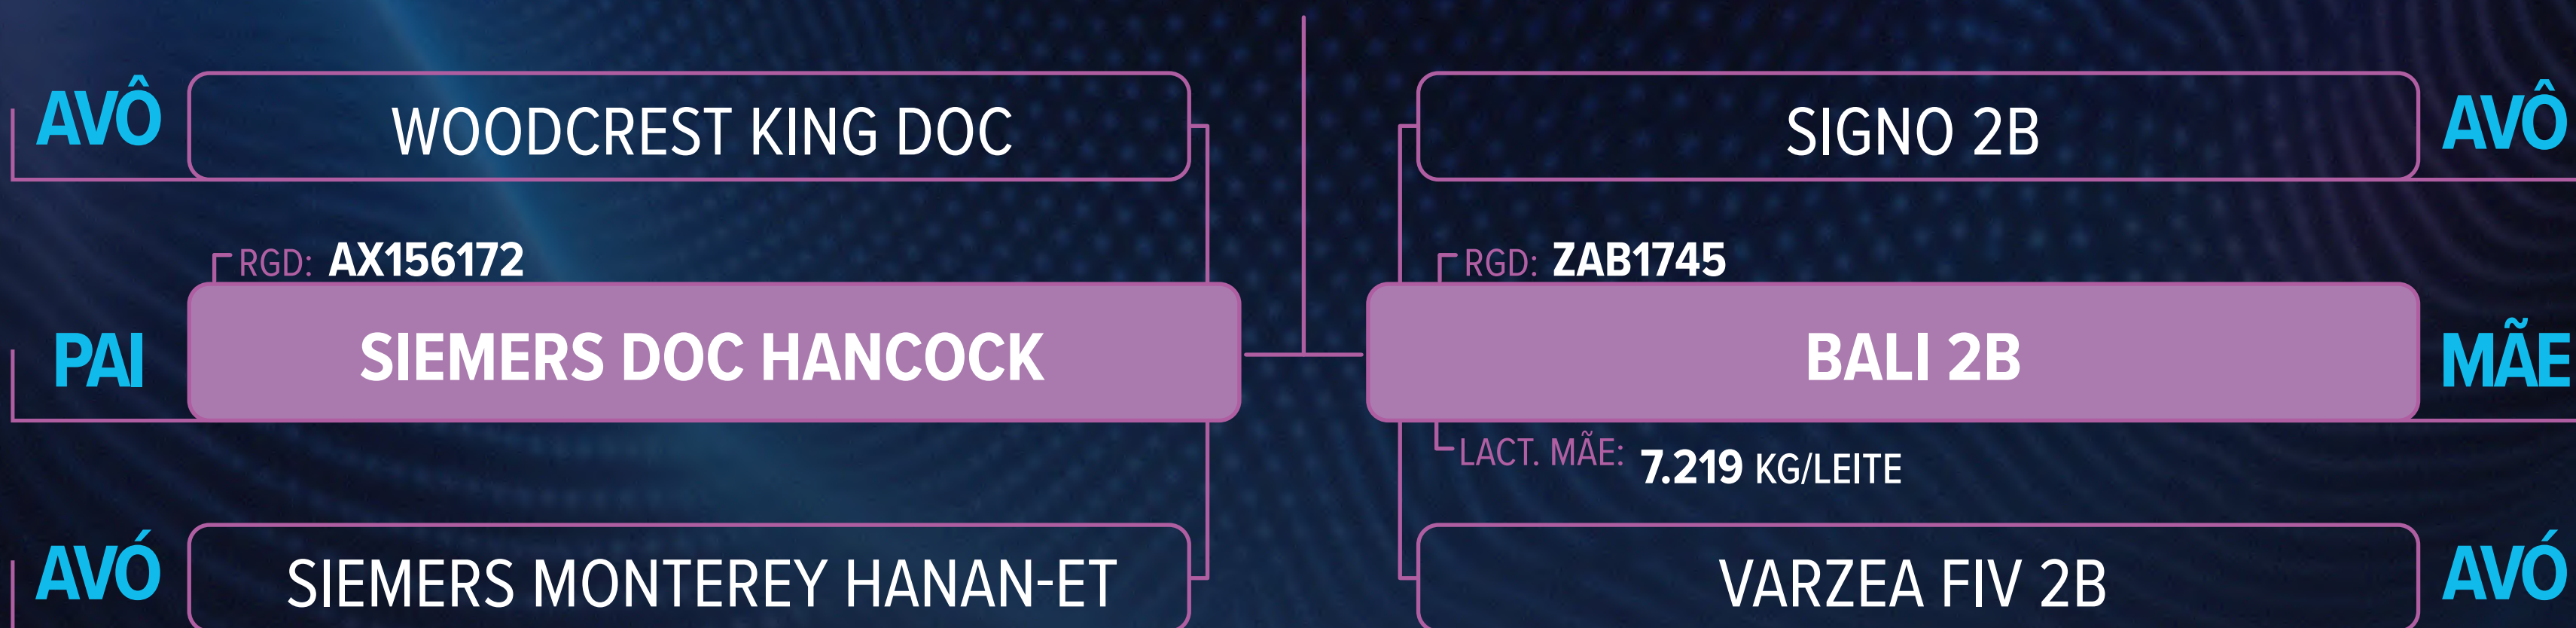 AVÔ WOODCREST KING DOC SIGNO 2B AVÔ
RGD: AX156172 RGD: ZAB1745
PAI SIEMERS DOC HANCOCK BALI 2B MÃE
LACT. MÃE: 7.219 KG/LEITE
AVÓ SIEMERS MONTEREY HANAN-ET VARZEA FIV 2B AVÓ